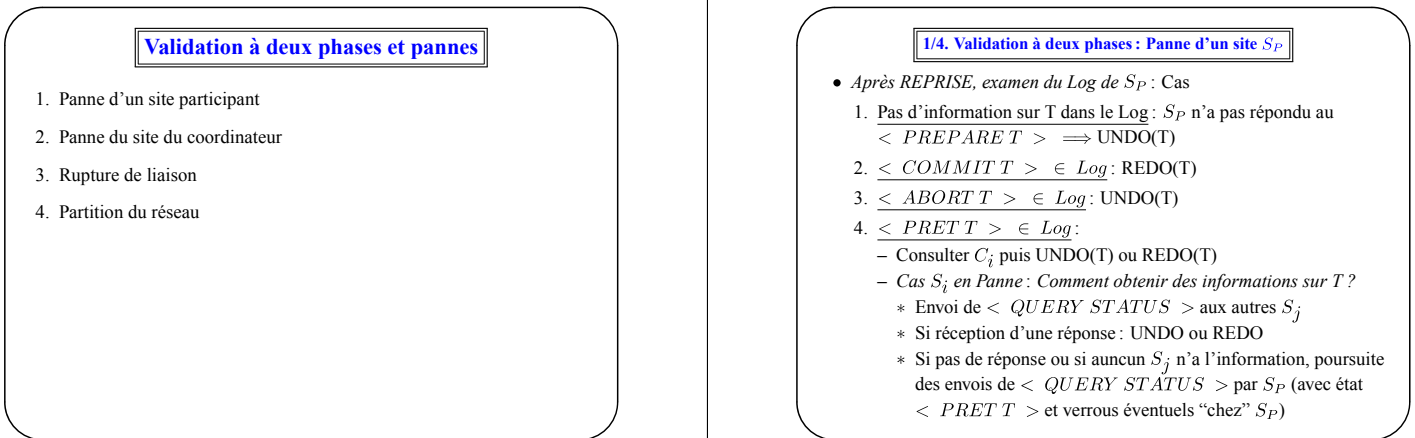 Validation à deux phases et pannes
1. Panne d'un site participant
2. Panne du site du coordinateur
3. Rupture de liaison
4. Partition du réseau
1/4. Validation à deux phases : Panne d'un site S_P
• Après REPRISE, examen du Log de S_P : Cas
1. Pas d'information sur T dans le Log : S_P n'a pas répondu au
< PREPARE T > ⟹ UNDO(T)
2. < COMMIT T > ∈ Log : REDO(T)
3. < ABORT T > ∈ Log : UNDO(T)
4. < PRET T > ∈ Log :
– Consulter C_i puis UNDO(T) ou REDO(T)
– Cas S_i en Panne : Comment obtenir des informations sur T ?
∗ Envoi de < QUERY STATUS > aux autres S_j
∗ Si réception d'une réponse : UNDO ou REDO
∗ Si pas de réponse ou si auncun S_j n'a l'information, poursuite
des envois de < QUERY STATUS > par S_P (avec état
< PRET T > et verrous éventuels "chez" S_P)